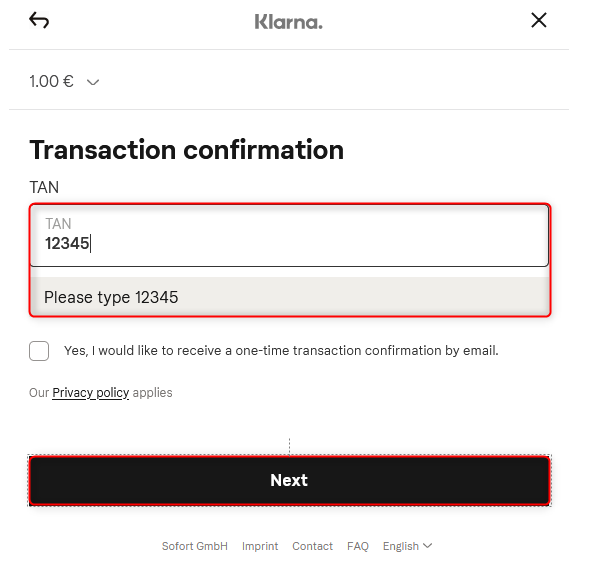 Klarna.
1.00 €
Transaction confirmation
TAN
TAN
12345
Please type 12345
Yes, I would like to receive a one-time transaction confirmation by email.
Our Privacy policy applies
Next
Sofort GmbH Imprint Contact FAQ English